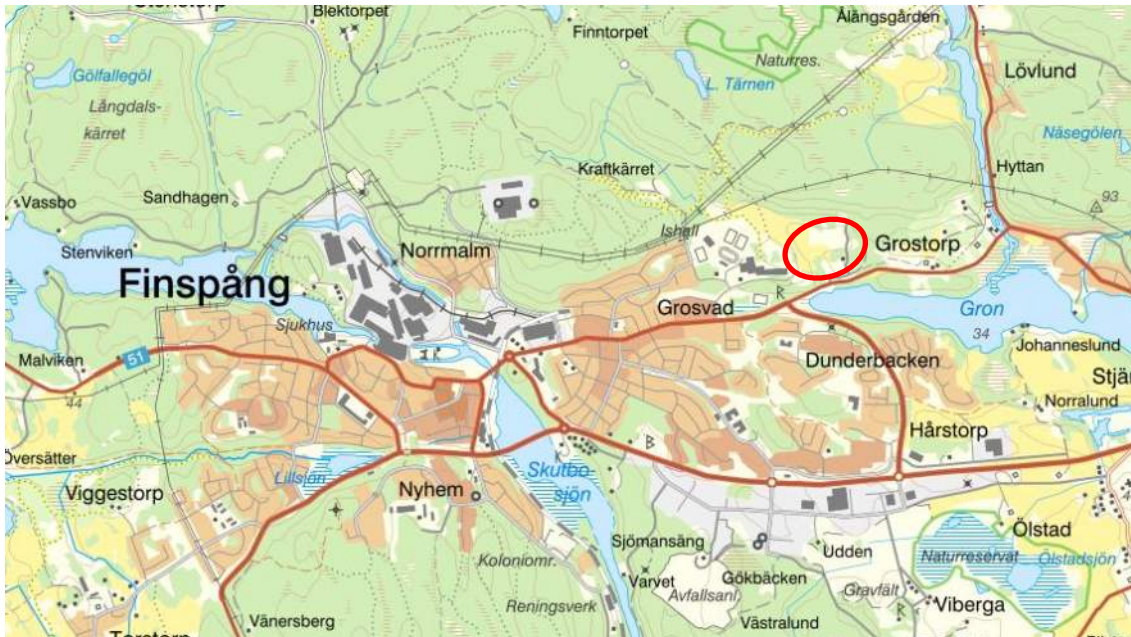 Blektorpet
Finntorpet
Ålångsgården
Naturres.
Lövlund
Gölfallegöl
L. Tärnen
Långdals-
kärret
Näsegölen
Kraftkärret
Hyttan
Sandhagen
Vassbo
93
Ishall
Stenviken
Norrmalm
Grostorp
Finspång
Grosvad
R
Gron
Sjukhus
34
Johanneslund
Malviken
51
Dunderbacken
R
Stjär
44
Norralund
Hårstorp
Översätter
Lillsjön
Skutbo
sjön
Viggestorp
Nyhem
Ölstad
Sjömansäng
Naturreservat
Ölstadsjön
Koloniomr.
Udden
Varvet
Gökbäcken
Gravfält
Avfallsanl.
Reningsverk
R
Viberga
Vänersberg
Västralund